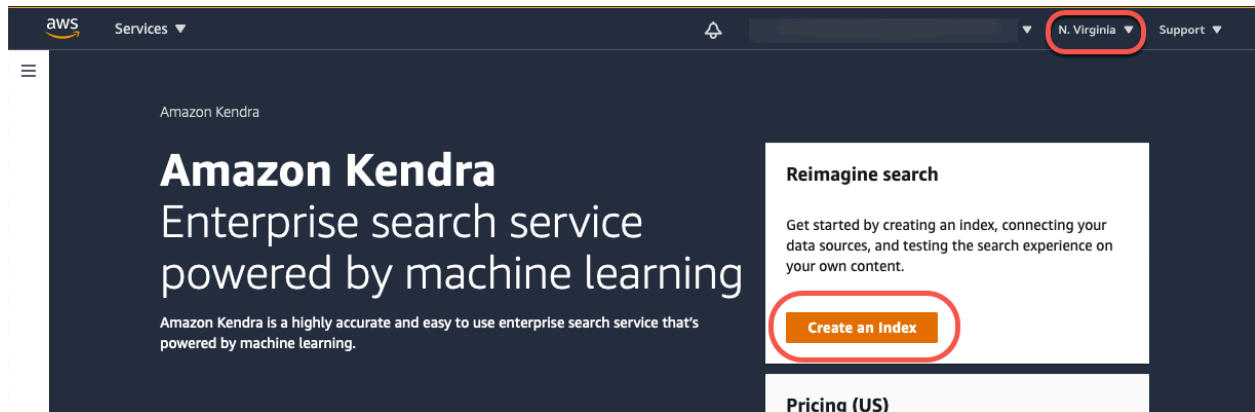 aws
Services
N. Virginia
Support
Amazon Kendra
Amazon Kendra
Enterprise search service
powered by machine learning
Amazon Kendra is a highly accurate and easy to use enterprise search service that's
powered by machine learning.
Reimagine search
Get started by creating an index, connecting your
data sources, and testing the search experience on
your own content.
Create an Index
Pricing (US)